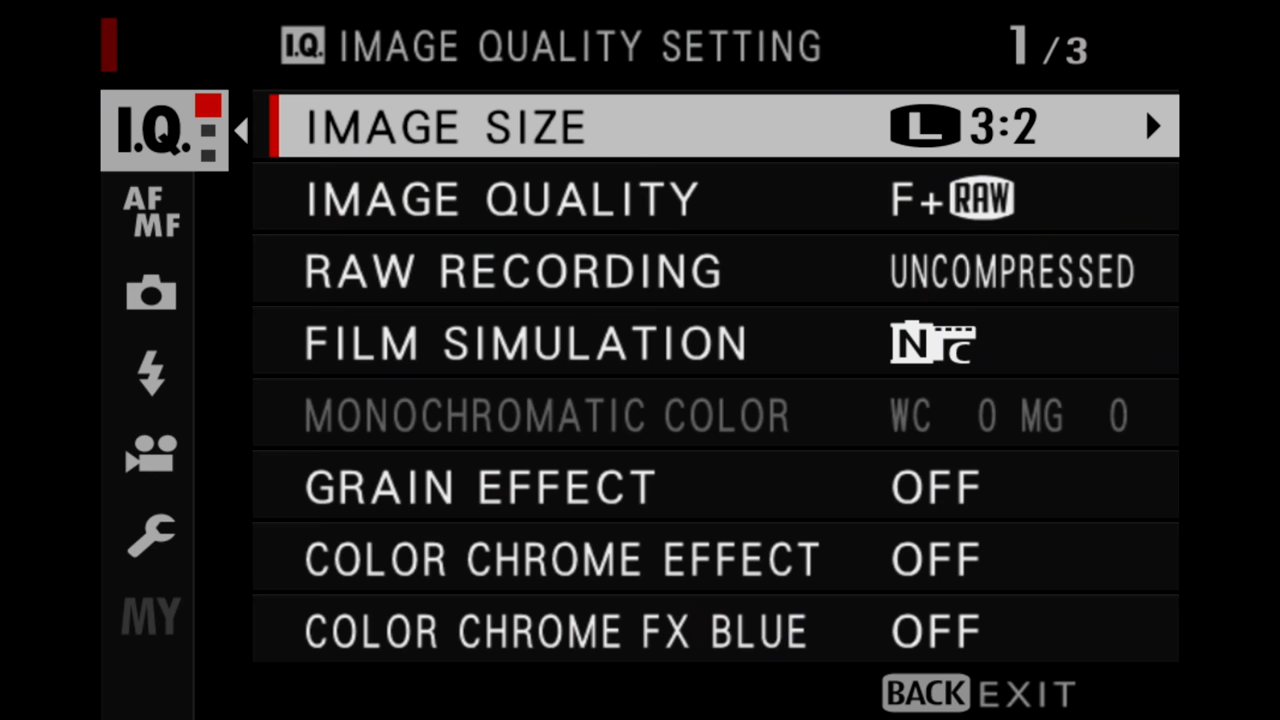 I.Q. IMAGE QUALITY SETTING 1/3
I.Q.
IMAGE SIZE L 3:2
IMAGE QUALITY F+RAW
AF
MF
RAW RECORDING UNCOMPRESSED
FILM SIMULATION N C
MONOCHROMATIC COLOR WC 0 MG 0
GRAIN EFFECT OFF
COLOR CHROME EFFECT OFF
MY
COLOR CHROME FX BLUE OFF
BACK EXIT